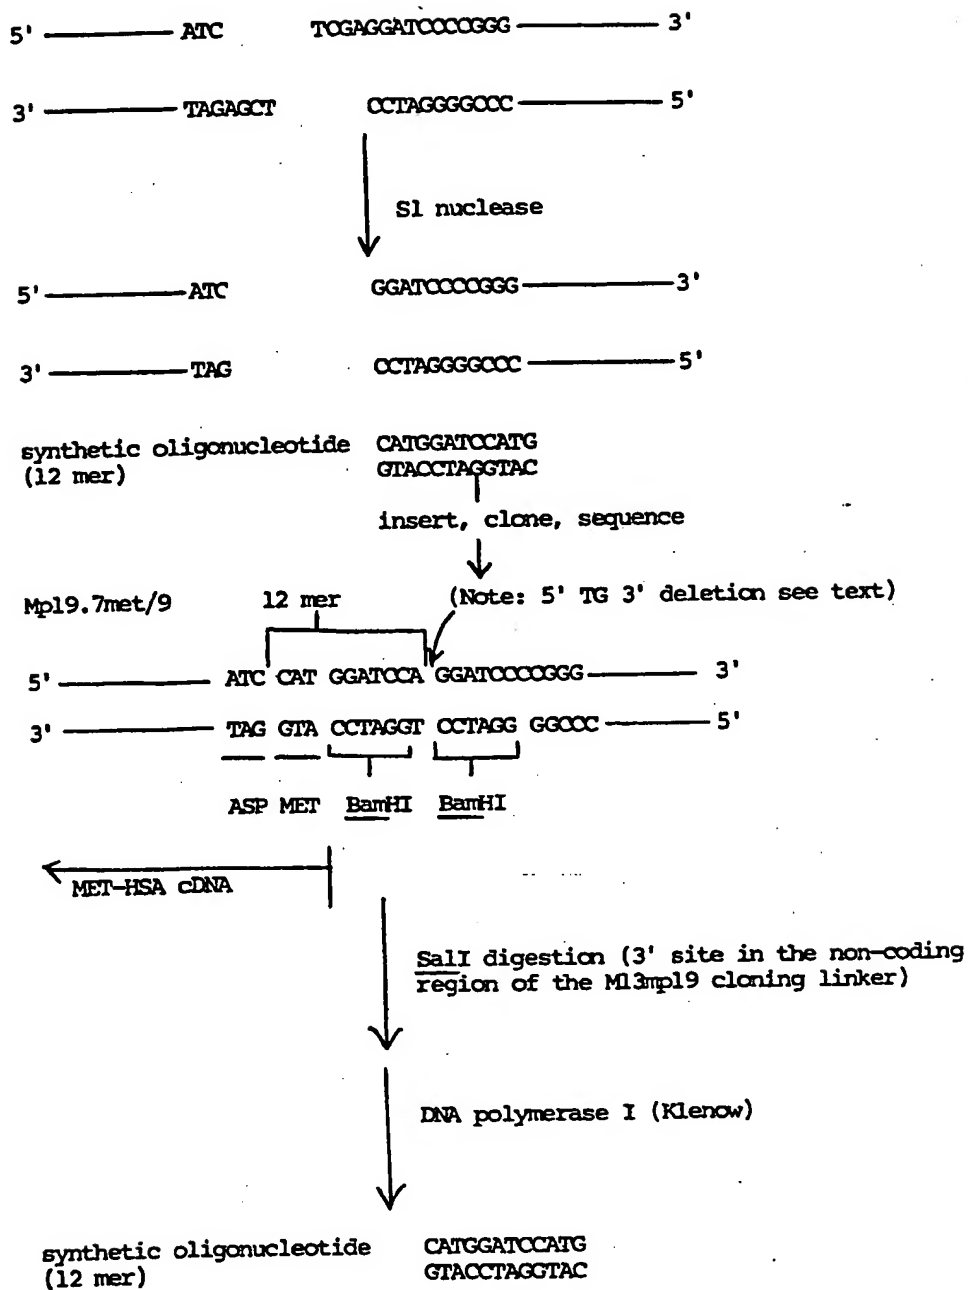 5' ATC TCGAGGATCCCCGGG 3'
3' TAGAGCT CCTAGGGGCCC 5'
S1 nuclease
5' ATC GGATCCCCGGG 3'
3' TAG CCTAGGGGCCC 5'
synthetic oligonucleotide CATGGATCCATG
(12 mer) GTACCTAGGTAC
insert, clone, sequence
Mp19.7met/9 12 mer (Note: 5' TG 3' deletion see text)
5' ATC CAT GGATCCA GGATCCCCGGG 3'
3' TAG GTA CCTAGGT CCTAGG GGCCC 5'
ASP MET BamHI BamHI
MET-HSA cDNA
SalI digestion (3' site in the non-coding
region of the M13mp19 cloning linker)
DNA polymerase I (Klenow)
synthetic oligonucleotide CATGGATCCATG
(12 mer) GTACCTAGGTAC